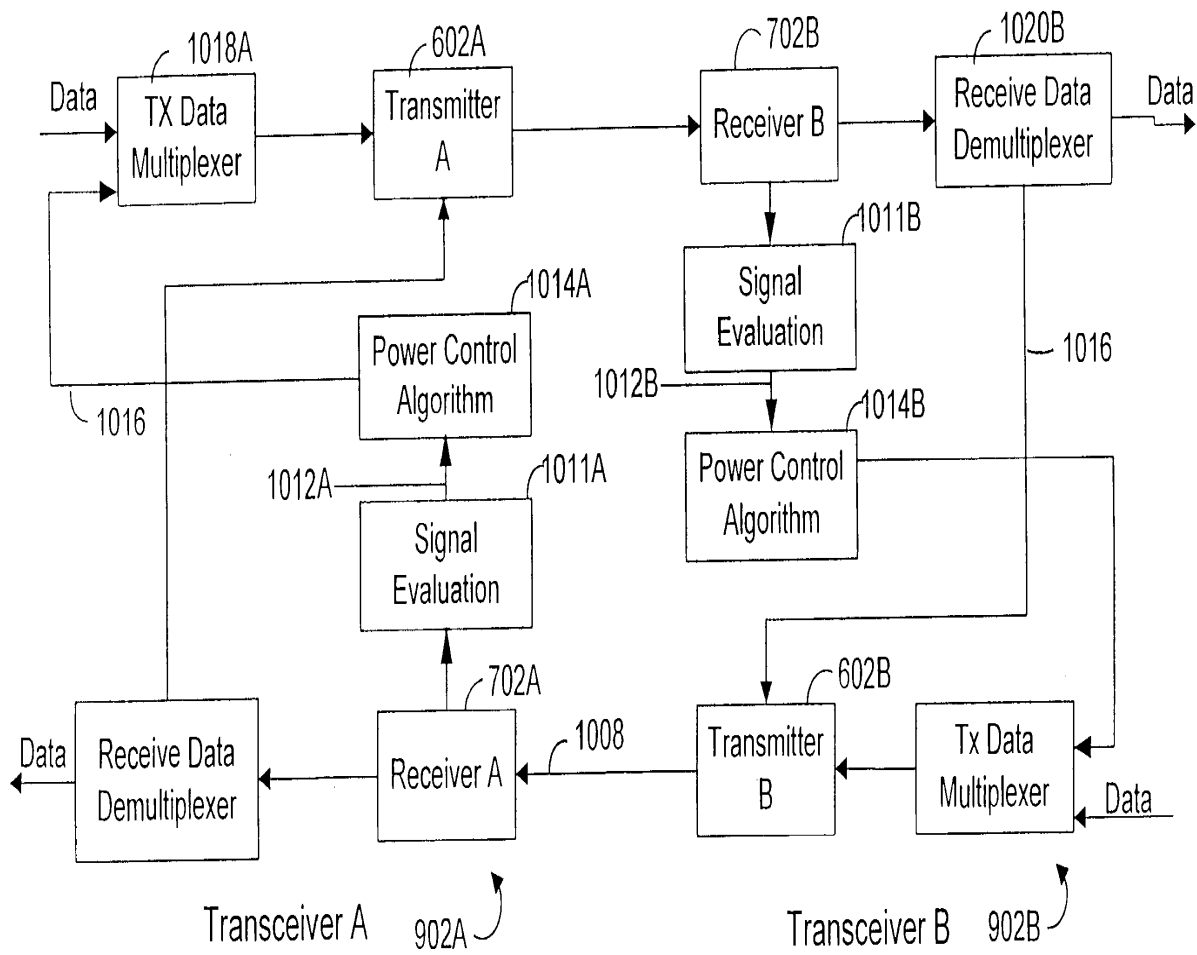 1018A
602A
702B
1020B
Data
TX Data
Multiplexer
Transmitter
A
Receiver B
Receive Data
Demultiplexer
Data
1011B
Signal
Evaluation
1014A
Power Control
Algorithm
1016
1012B
1014B
Power Control
Algorithm
1016
1012A
1011A
Signal
Evaluation
702A
602B
1008
Data
Receive Data
Demultiplexer
Receiver A
Transmitter
B
Tx Data
Multiplexer
Data
Transceiver A
902A
Transceiver B
902B